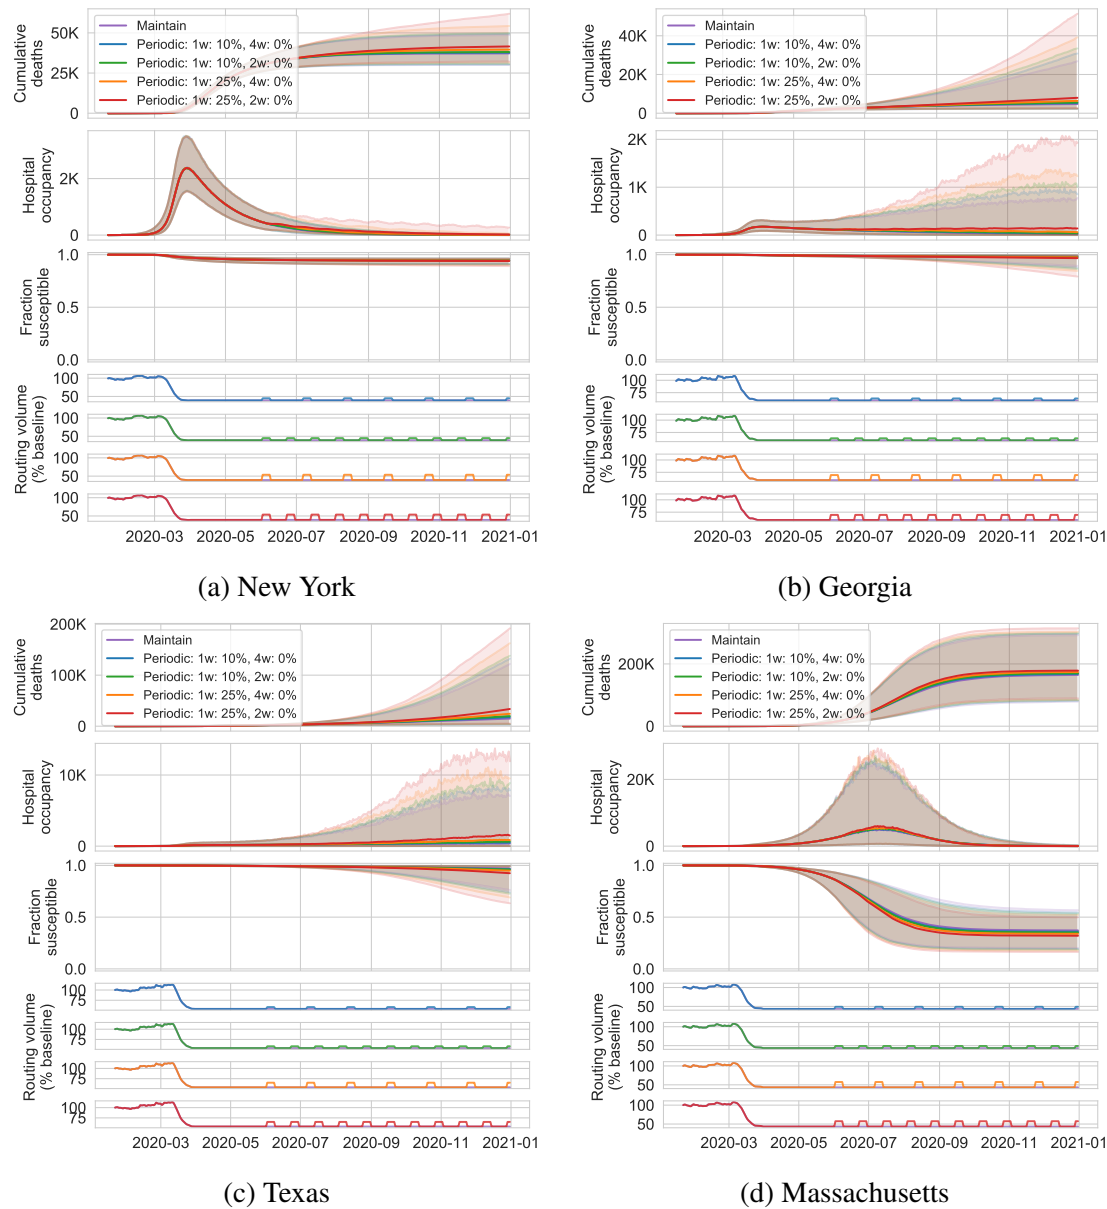 Cumulative
deaths
50K
25K
0
Maintain
Periodic: 1w: 10%, 4w: 0%
Periodic: 1w: 10%, 2w: 0%
Periodic: 1w: 25%, 4w: 0%
Periodic: 1w: 25%, 2w: 0%
Hospital
occupancy
2K
0
Fraction
susceptible
1.0
0.5
0.0
Routing volume
(% baseline)
100
50
100
50
100
50
100
50
2020-03 2020-05 2020-07 2020-09 2020-11 2021-01
(a) New York
Cumulative
deaths
40K
20K
0
Maintain
Periodic: 1w: 10%, 4w: 0%
Periodic: 1w: 10%, 2w: 0%
Periodic: 1w: 25%, 4w: 0%
Periodic: 1w: 25%, 2w: 0%
Hospital
occupancy
2K
1K
0
Fraction
susceptible
1.0
0.5
0.0
Routing volume
(% baseline)
100
75
100
75
100
75
100
75
2020-03 2020-05 2020-07 2020-09 2020-11 2021-01
(b) Georgia
Cumulative
deaths
200K
100K
0
Maintain
Periodic: 1w: 10%, 4w: 0%
Periodic: 1w: 10%, 2w: 0%
Periodic: 1w: 25%, 4w: 0%
Periodic: 1w: 25%, 2w: 0%
Hospital
occupancy
10K
0
Fraction
susceptible
1.0
0.5
0.0
Routing volume
(% baseline)
100
75
100
75
100
75
100
75
2020-03 2020-05 2020-07 2020-09 2020-11 2021-01
(c) Texas
Cumulative
deaths
200K
0
Maintain
Periodic: 1w: 10%, 4w: 0%
Periodic: 1w: 10%, 2w: 0%
Periodic: 1w: 25%, 4w: 0%
Periodic: 1w: 25%, 2w: 0%
Hospital
occupancy
20K
0
Fraction
susceptible
1.0
0.5
0.0
Routing volume
(% baseline)
100
50
100
50
100
50
100
50
2020-03 2020-05 2020-07 2020-09 2020-11 2021-01
(d) Massachusetts